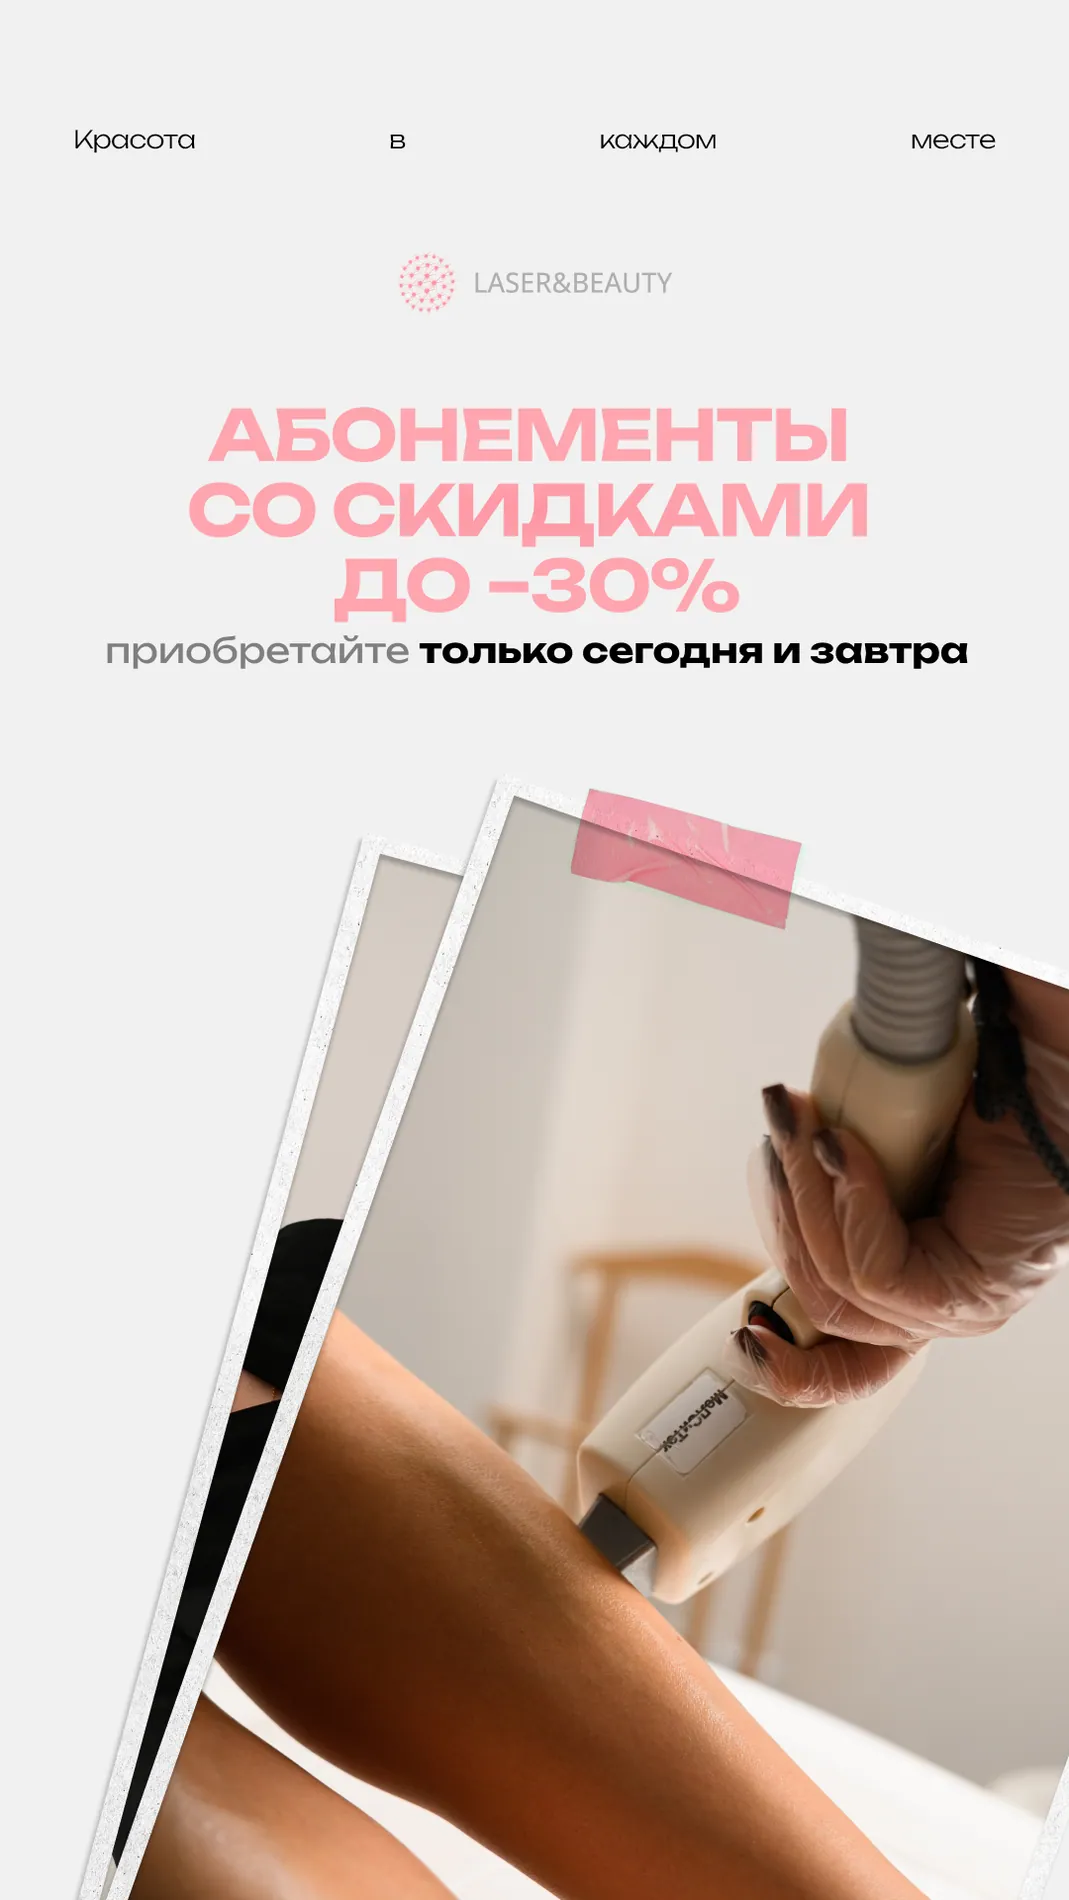 Красота в каждом месте
LASER&BEAUTY
АБОНЕМЕНТЫ
СО СКИДКАМИ
ДО –30%
приобретайте только сегодня и завтра